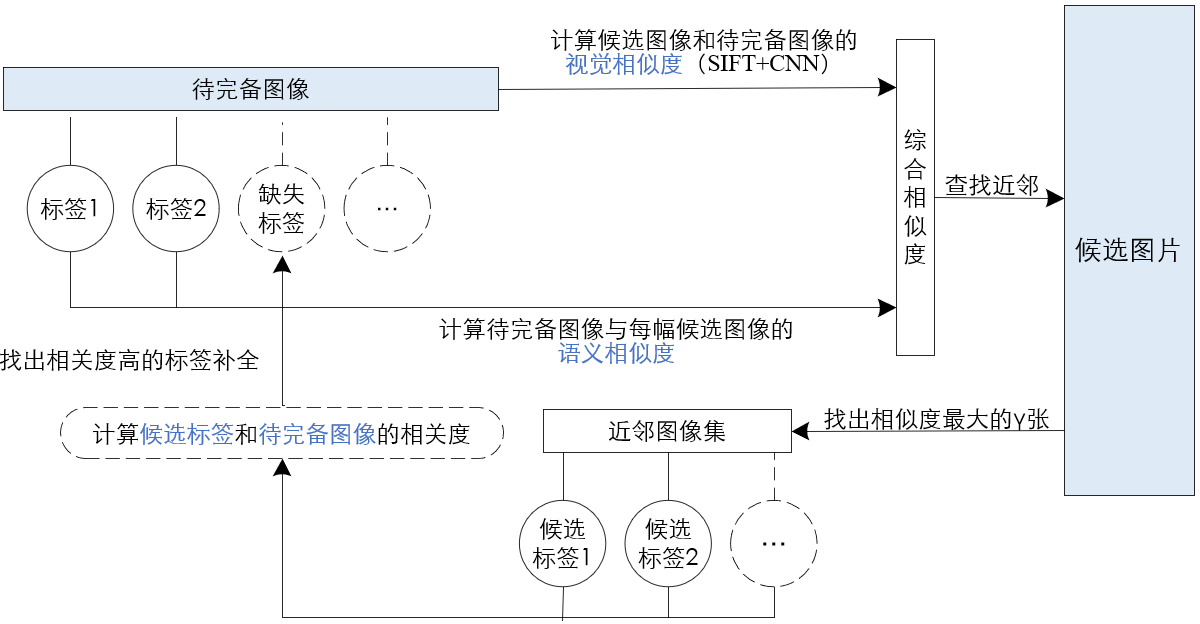 计算候选图像和待完备图像的
视觉相似度（SIFT+CNN）
待完备图像
标签1
标签2
缺失
标签
…
综
合
相
似
度
查找近邻
候选图片
计算待完备图像与每幅候选图像的
语义相似度
找出相关度高的标签补全
计算候选标签和待完备图像的相关度
近邻图像集
找出相似度最大的γ张
候选
标签1
候选
标签2
…